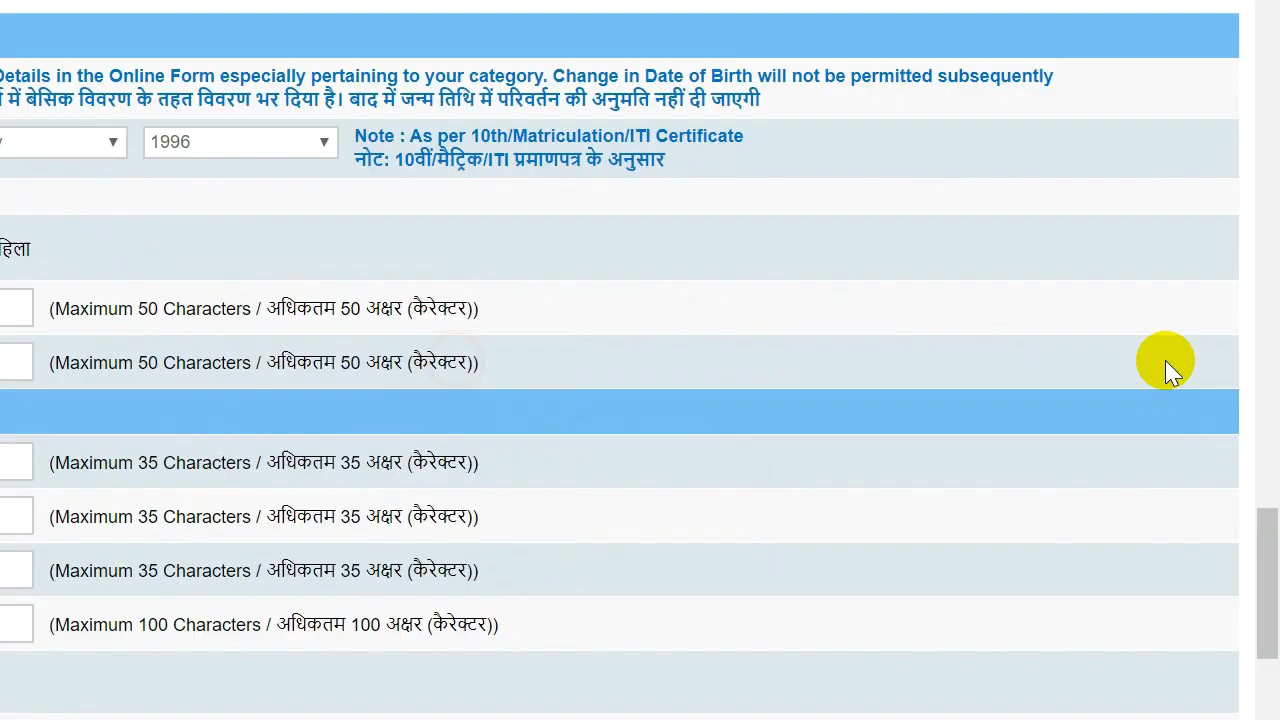 Details in the Online Form especially pertaining to your category. Change in Date of Birth will not be permitted subsequently
में बेसिक विवरण के तहत विवरण भर दिया है। बाद में जन्म तिथि में परिवर्तन की अनुमति नहीं दी जाएगी
1996
Note : As per 10th/Matriculation/ITI Certificate
नोट: 10वीं/मैट्रिक/ITI प्रमाणपत्र के अनुसार
(Maximum 50 Characters / अधिकतम 50 अक्षर (कैरेक्टर))
(Maximum 50 Characters / अधिकतम 50 अक्षर (कैरेक्टर))
(Maximum 35 Characters / अधिकतम 35 अक्षर (कैरेक्टर))
(Maximum 35 Characters / अधिकतम 35 अक्षर (कैरेक्टर))
(Maximum 35 Characters / अधिकतम 35 अक्षर (कैरेक्टर))
(Maximum 100 Characters / अधिकतम 100 अक्षर (कैरेक्टर))